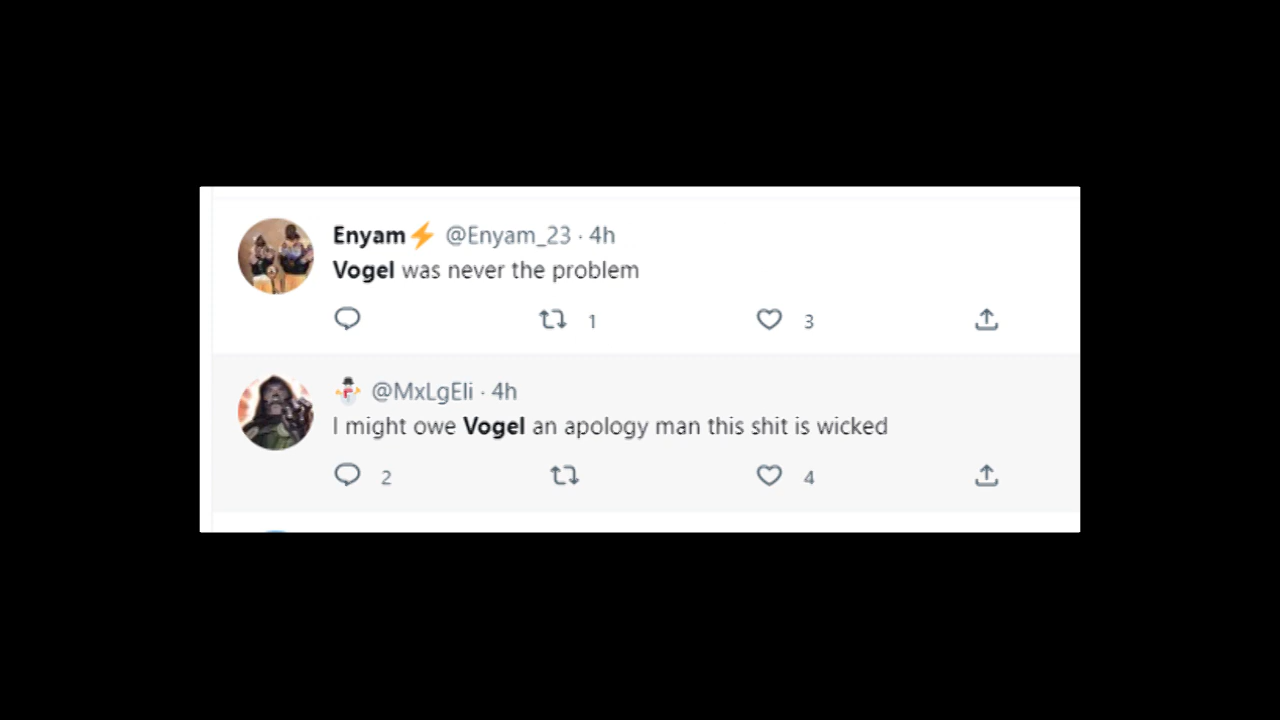 Enyam⚡ @Enyam_23 · 4h
Vogel was never the problem
1 3
⛄ @MxLgEli · 4h
I might owe Vogel an apology man this shit is wicked
2 4